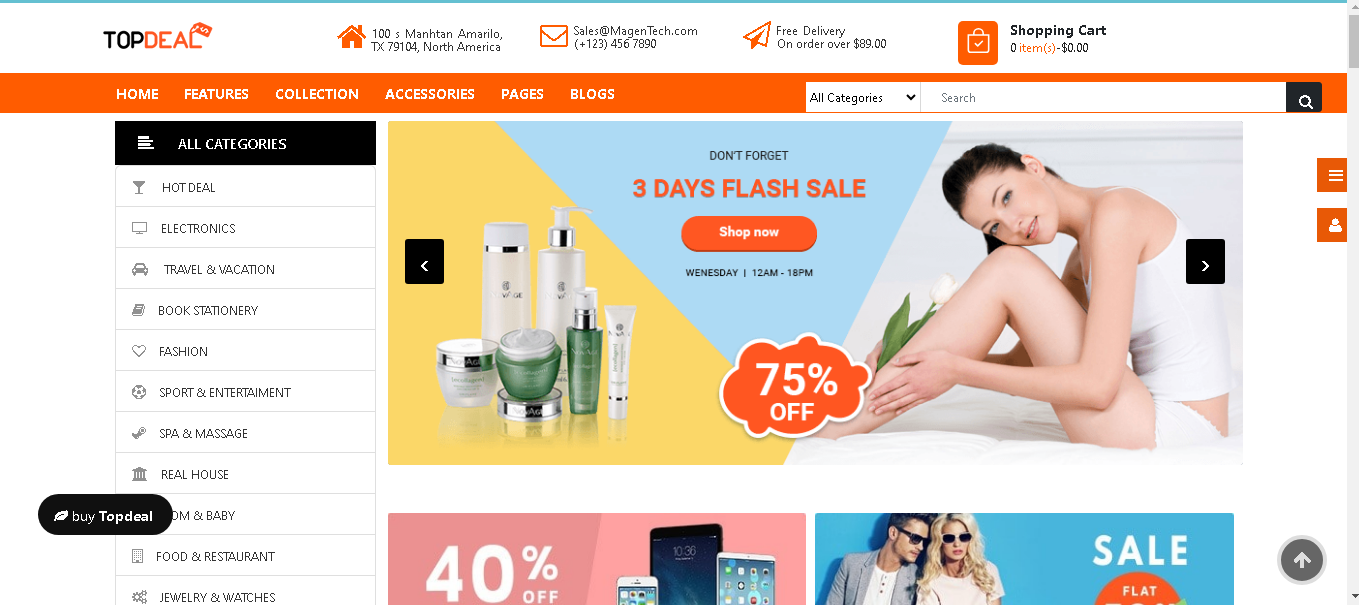 TOPDEAL
100 s Manhtan Amarilo,
TX 79104, North America
Sales@MagenTech.com
(+123) 456 7890
Free Delivery
On order over $89.00
Shopping Cart
0 item(s)-$0.00
HOME FEATURES COLLECTION ACCESSORIES PAGES BLOGS
All Categories
Search
ALL CATEGORIES
HOT DEAL
ELECTRONICS
TRAVEL & VACATION
BOOK STATIONERY
FASHION
SPORT & ENTERTAIMENT
SPA & MASSAGE
REAL HOUSE
OM & BABY
FOOD & RESTAURANT
JEWELRY & WATCHES
buy Topdeal
DON'T FORGET
3 DAYS FLASH SALE
Shop now
WENESDAY | 12AM - 18PM
75%
OFF
40%
OFF
10:36
SALE
FLAT